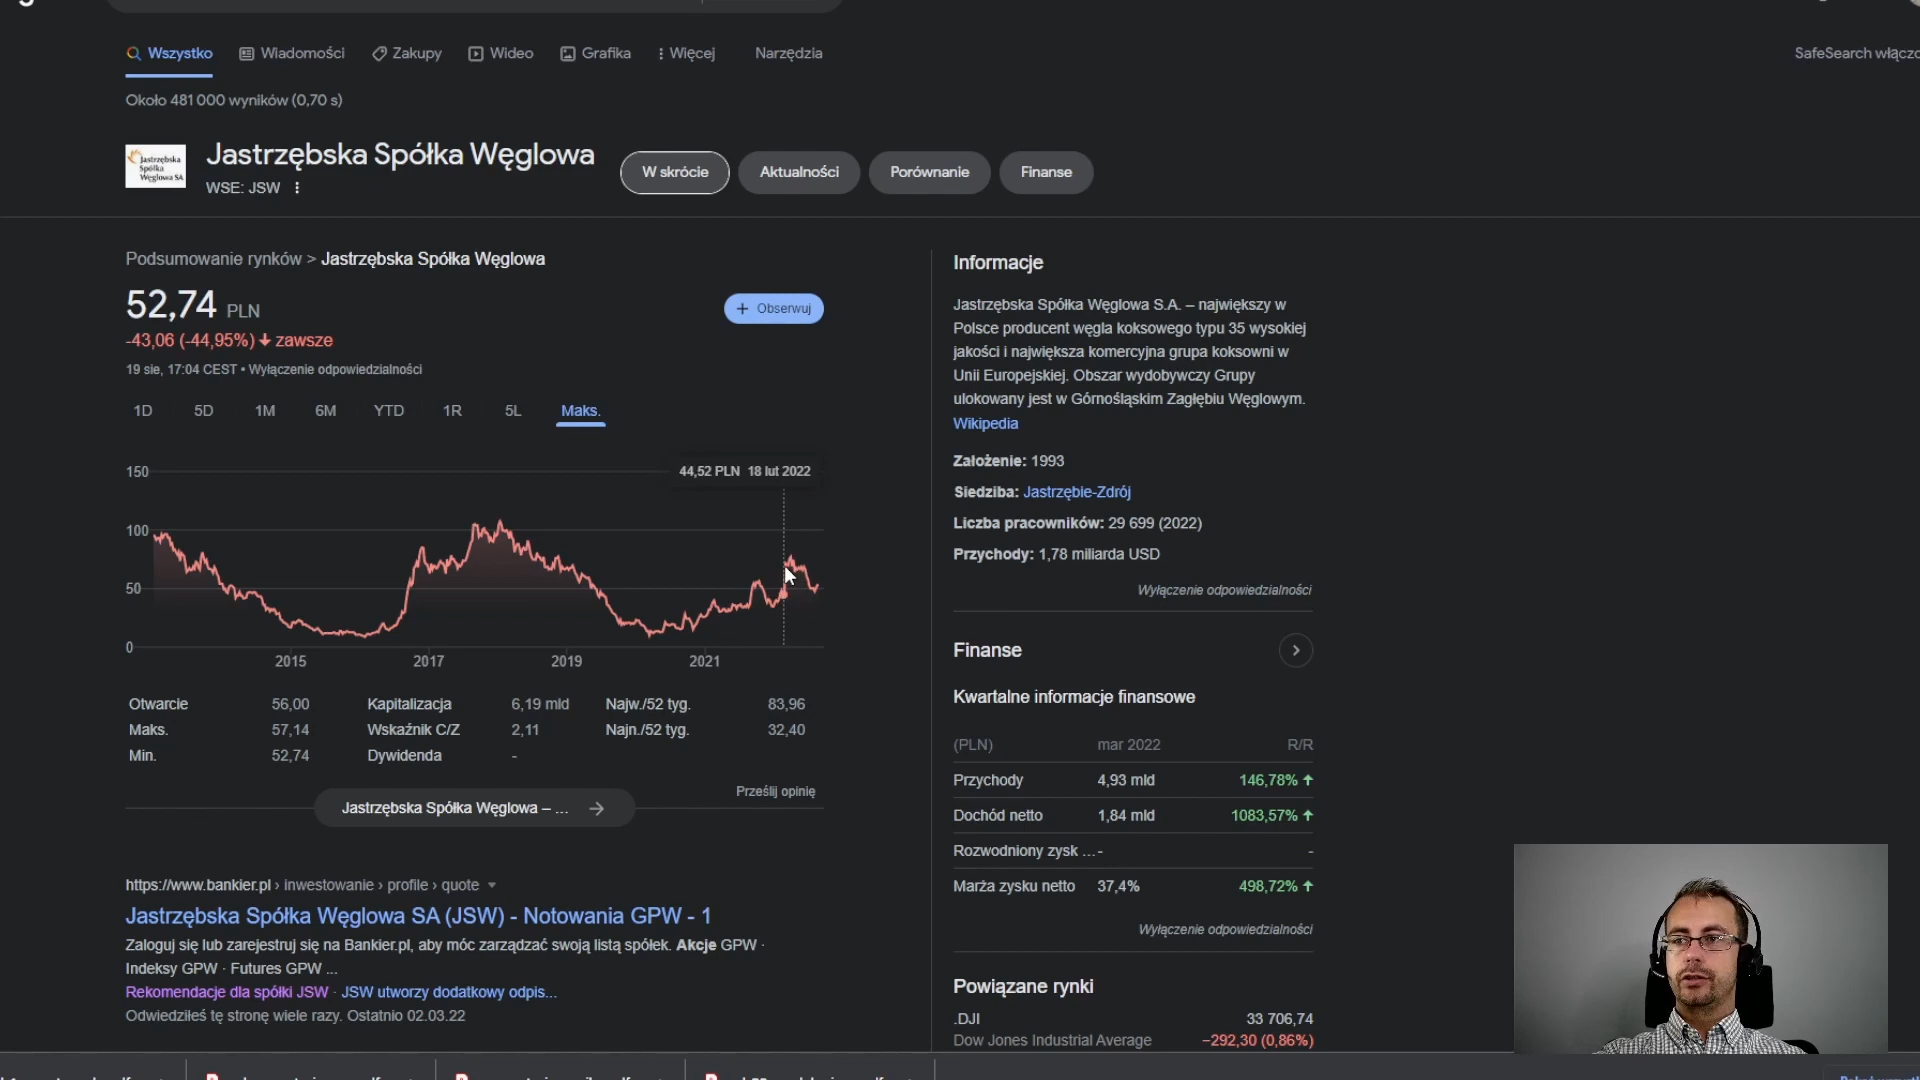 Wszystko Wiadomości Zakupy Wideo Grafika Więcej Narzędzia
SafeSearch włączo
Około 481 000 wyników (0,70 s)
Jastrzębska Spółka Węglowa SA
Jastrzębska Spółka Węglowa
WSE: JSW
W skrócie Aktualności Porównanie Finanse
Podsumowanie rynków > Jastrzębska Spółka Węglowa
52,74 PLN
+ Obserwuj
-43,06 (-44,95%) zawsze
19 sie, 17:04 CEST • Wyłączenie odpowiedzialności
1D 5D 1M 6M YTD 1R 5L Maks.
44,52 PLN 18 lut 2022
150
100
50
0
2015 2017 2019 2021
Otwarcie 56,00 Kapitalizacja 6,19 mld Najw./52 tyg. 83,96
Maks. 57,14 Wskaźnik C/Z 2,11 Najn./52 tyg. 32,40
Min. 52,74 Dywidenda -
Prześlij opinię
Jastrzębska Spółka Węglowa – ...
https://www.bankier.pl › inwestowanie › profile › quote
Jastrzębska Spółka Węglowa SA (JSW) - Notowania GPW - 1
Zaloguj się lub zarejestruj się na Bankier.pl, aby móc zarządzać swoją listą spółek. Akcje GPW ·
Indeksy GPW · Futures GPW ...
Rekomendacje dla spółki JSW · JSW utworzy dodatkowy odpis...
Odwiedziłeś tę stronę wiele razy. Ostatnio 02.03.22
Informacje
Jastrzębska Spółka Węglowa S.A. – największy w
Polsce producent węgla koksowego typu 35 wysokiej
jakości i największa komercyjna grupa koksowni w
Unii Europejskiej. Obszar wydobywczy Grupy
ulokowany jest w Górnośląskim Zagłębiu Węglowym.
Wikipedia
Założenie: 1993
Siedziba: Jastrzębie-Zdrój
Liczba pracowników: 29 699 (2022)
Przychody: 1,78 miliarda USD
Wyłączenie odpowiedzialności
Finanse
Kwartalne informacje finansowe
(PLN) mar 2022 R/R
Przychody 4,93 mld 146,78%
Dochód netto 1,84 mld 1083,57%
Rozwodniony zysk ... - -
Marża zysku netto 37,4% 498,72%
Wyłączenie odpowiedzialności
Powiązane rynki
.DJI 33 706,74
Dow Jones Industrial Average −292,30 (0,86%)